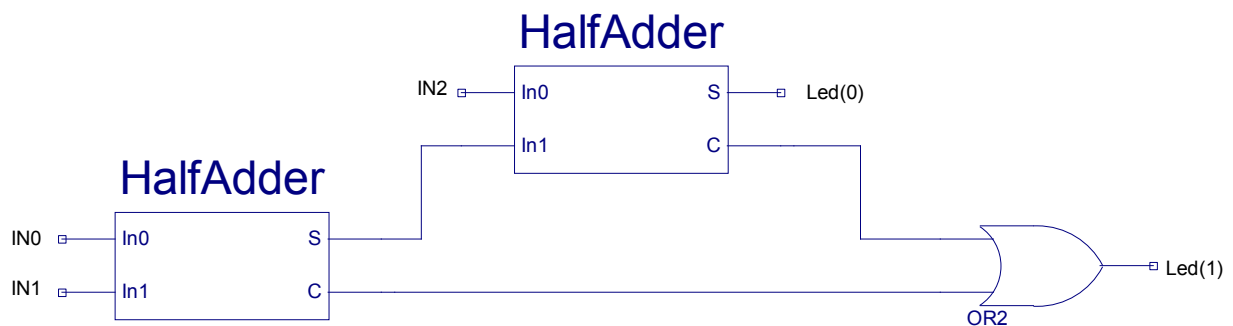 HalfAdder
IN2 In0 S Led(0)
In1 C
HalfAdder
IN0 In0 S
IN1 In1 C
Led(1)
OR2